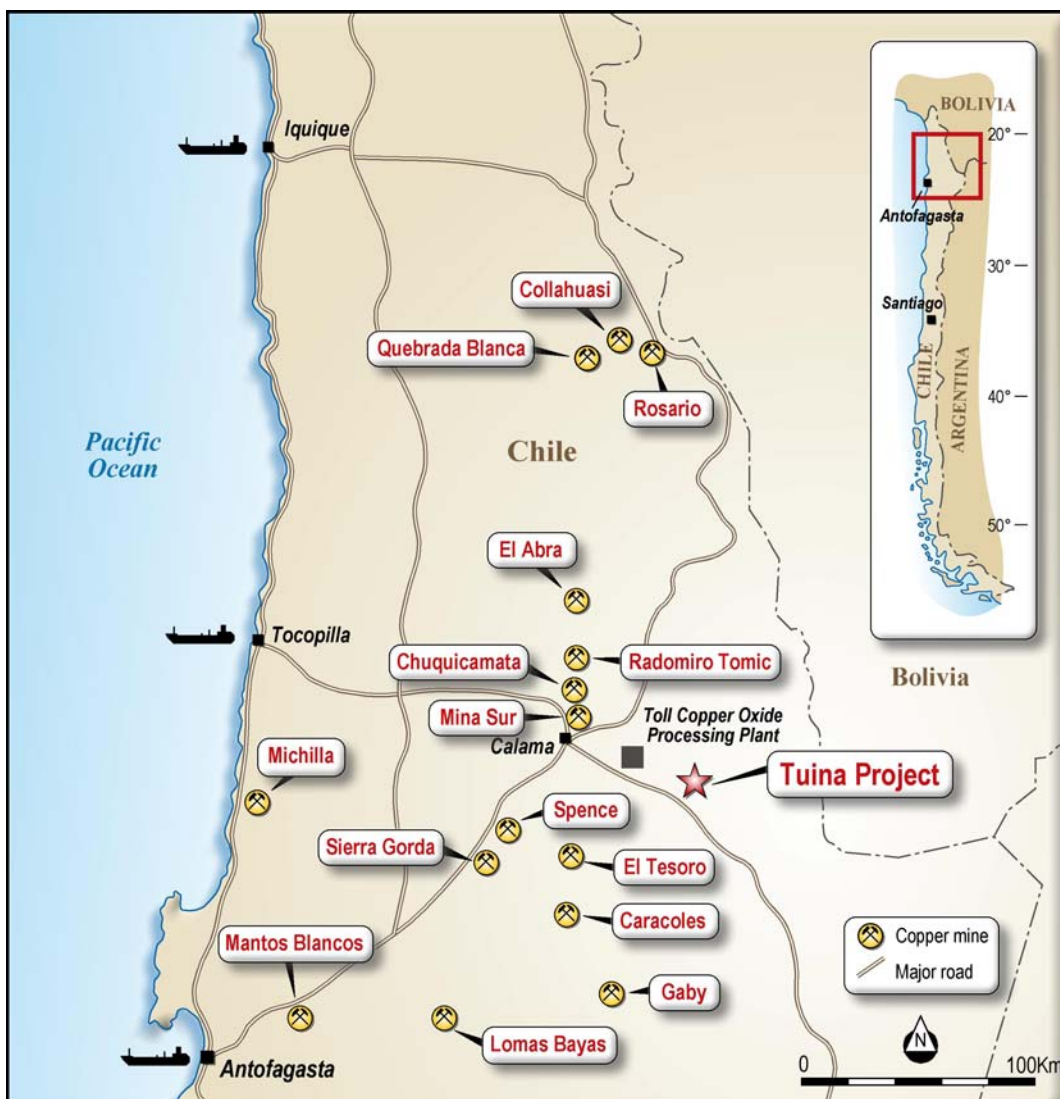 Iquique
Collahuasi
Quebrada Blanca
Rosario
Pacific
Ocean
Chile
El Abra
Tocopilla
Chuquicamata
Radomiro Tomic
Mina Sur
Calama
Toll Copper Oxide
Processing Plant
Bolivia
Michilla
Tuina Project
Spence
Sierra Gorda
El Tesoro
Caracoles
Mantos Blancos
Gaby
Lomas Bayas
Antofagasta
BOLIVIA
20°
Antofagasta
30°
Santiago
CHILE
ARGENTINA
40°
50°
Copper mine
Major road
N
0
100Km